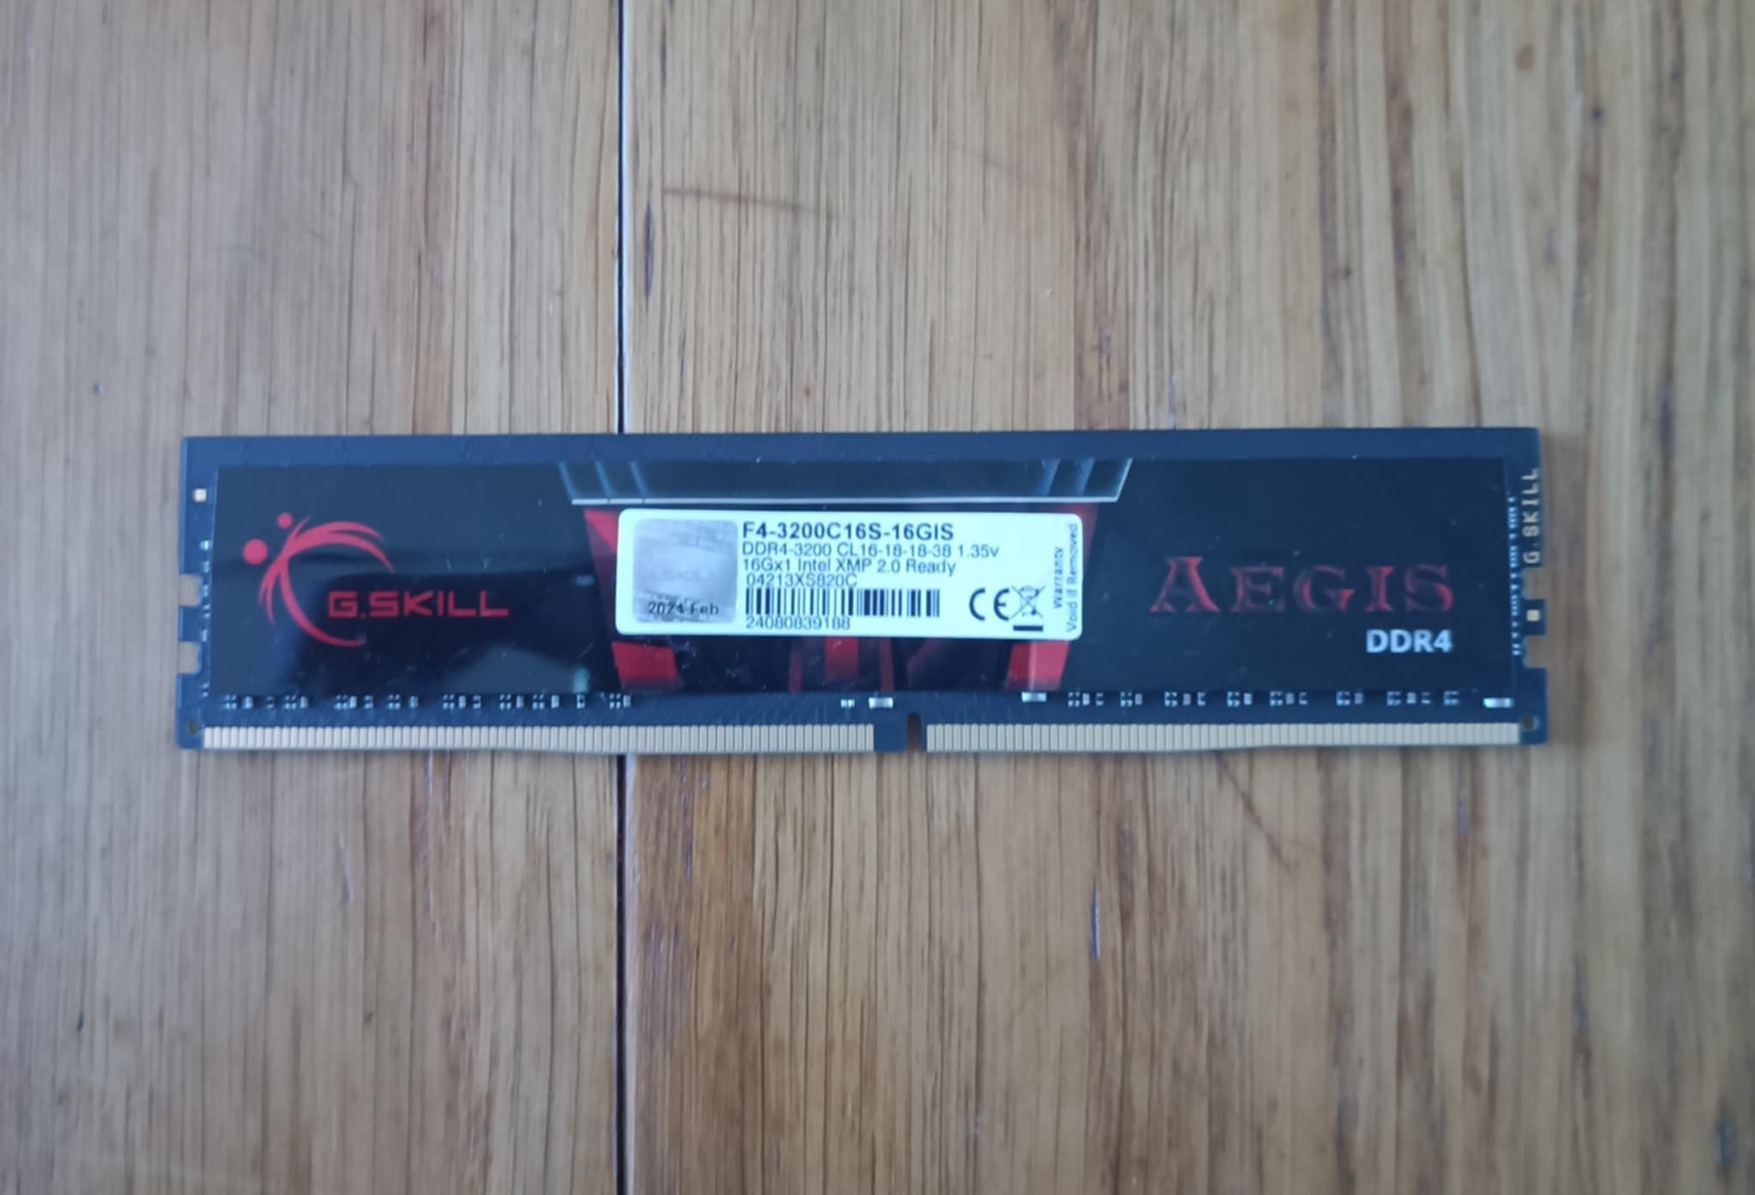 G.SKILL
F4-3200C16S-16GIS
DDR4-3200 CL16-18-18-38 1.35v
16Gx1 Intel XMP 2.0 Ready
04213XS820C
2024 Feb
24080839188
CE
Warranty
Void if Removed
AEGIS
DDR4
G.SKILL